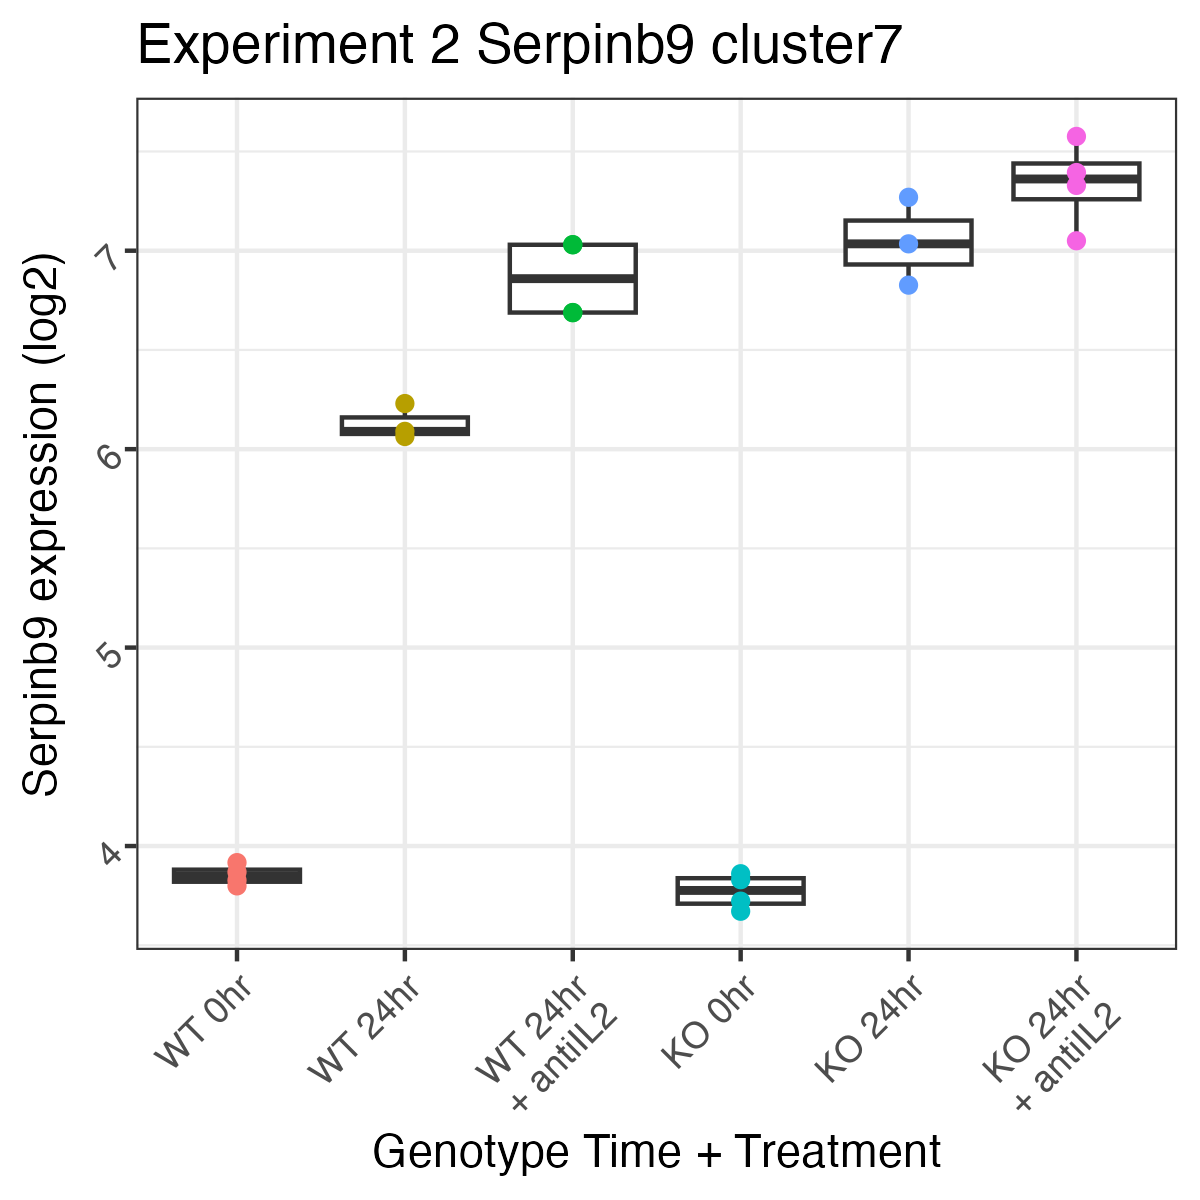 Experiment 2 Serpinb9 cluster7
Serpinb9 expression (log2)
7
6
5
4
WT 0hr
WT 24hr
WT 24hr
+ antiIL2
KO 0hr
KO 24hr
KO 24hr
+ antiIL2
Genotype Time + Treatment